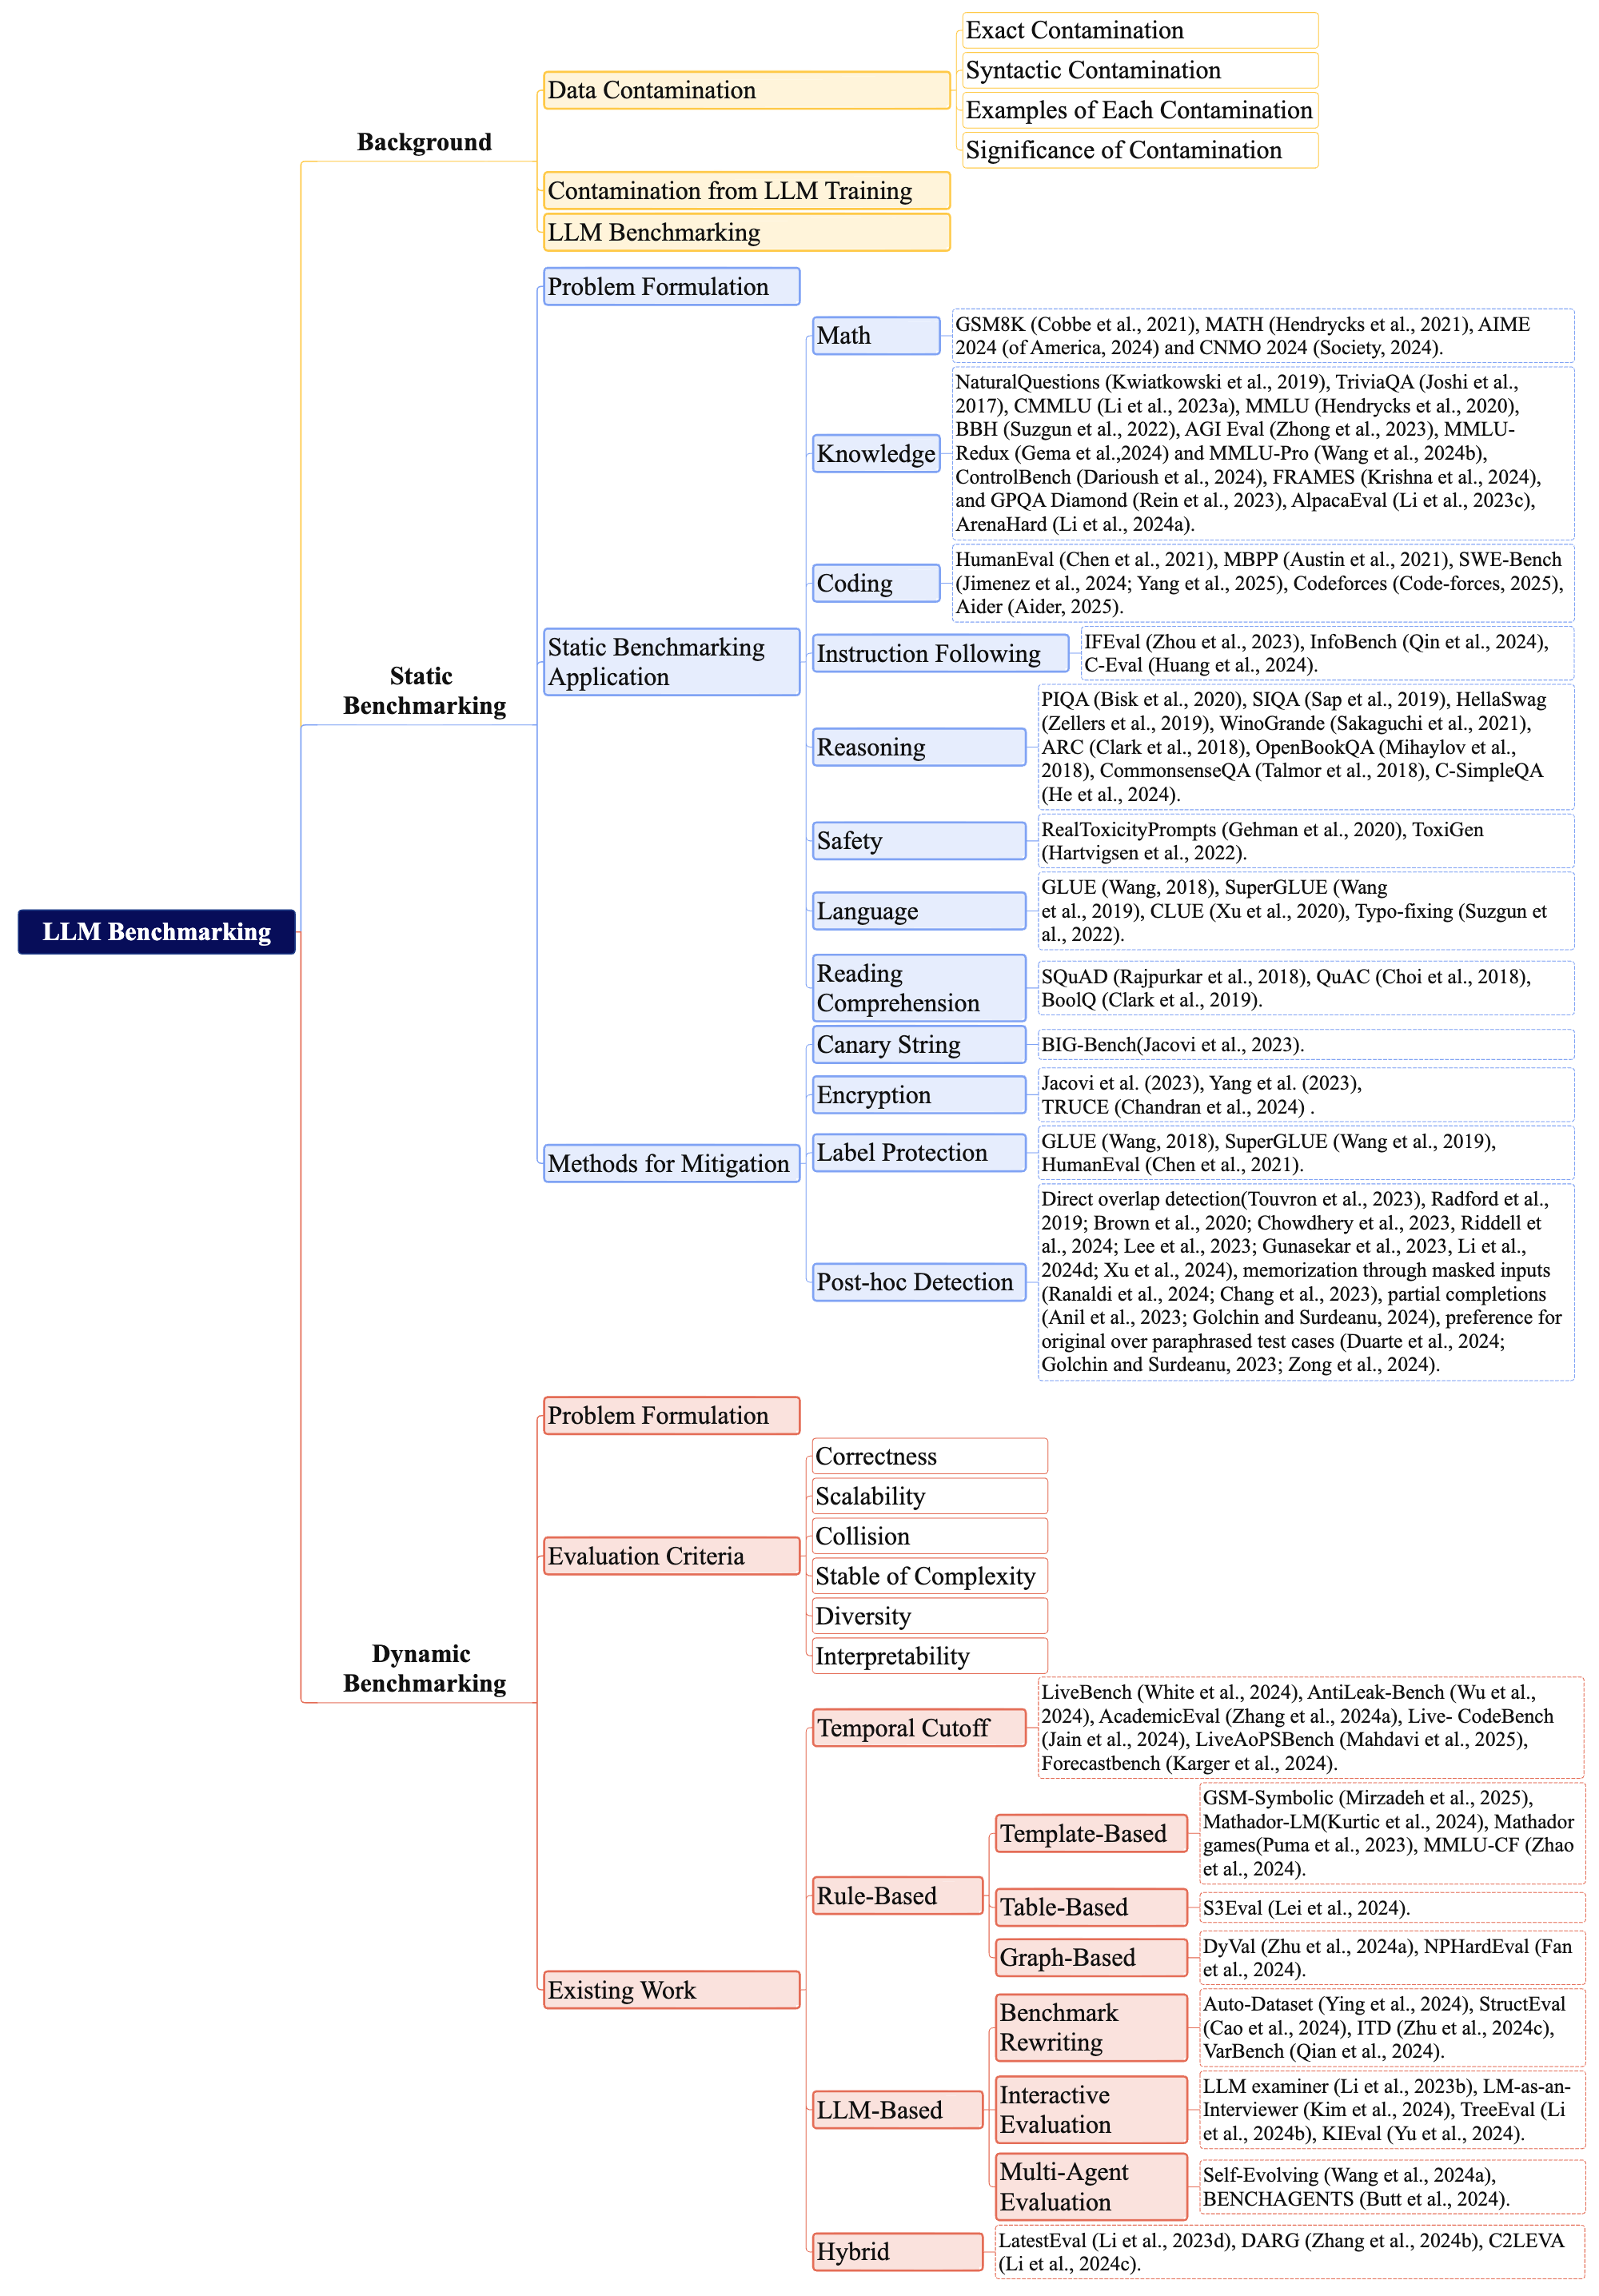 LLM Benchmarking
Background
Data Contamination
Exact Contamination
Syntactic Contamination
Examples of Each Contamination
Significance of Contamination
Contamination from LLM Training
LLM Benchmarking
Static
Benchmarking
Problem Formulation
Static Benchmarking
Application
Math
GSM8K (Cobbe et al., 2021), MATH (Hendrycks et al., 2021), AIME
2024 (of America, 2024) and CNMO 2024 (Society, 2024).
Knowledge
NaturalQuestions (Kwiatkowski et al., 2019), TriviaQA (Joshi et al.,
2017), CMMLU (Li et al., 2023a), MMLU (Hendrycks et al., 2020),
BBH (Suzgun et al., 2022), AGI Eval (Zhong et al., 2023), MMLU-
Redux (Gema et al.,2024) and MMLU-Pro (Wang et al., 2024b),
ControlBench (Darioush et al., 2024), FRAMES (Krishna et al., 2024),
and GPQA Diamond (Rein et al., 2023), AlpacaEval (Li et al., 2023c),
ArenaHard (Li et al., 2024a).
Coding
HumanEval (Chen et al., 2021), MBPP (Austin et al., 2021), SWE-Bench
(Jimenez et al., 2024; Yang et al., 2025), Codeforces (Code-forces, 2025),
Aider (Aider, 2025).
Instruction Following
IFEval (Zhou et al., 2023), InfoBench (Qin et al., 2024),
C-Eval (Huang et al., 2024).
Reasoning
PIQA (Bisk et al., 2020), SIQA (Sap et al., 2019), HellaSwag
(Zellers et al., 2019), WinoGrande (Sakaguchi et al., 2021),
ARC (Clark et al., 2018), OpenBookQA (Mihaylov et al.,
2018), CommonsenseQA (Talmor et al., 2018), C-SimpleQA
(He et al., 2024).
Safety
RealToxicityPrompts (Gehman et al., 2020), ToxiGen
(Hartvigsen et al., 2022).
Language
GLUE (Wang, 2018), SuperGLUE (Wang
et al., 2019), CLUE (Xu et al., 2020), Typo-fixing (Suzgun et
al., 2022).
Reading
Comprehension
SQuAD (Rajpurkar et al., 2018), QuAC (Choi et al., 2018),
BoolQ (Clark et al., 2019).
Methods for Mitigation
Canary String
BIG-Bench(Jacovi et al., 2023).
Encryption
Jacovi et al. (2023), Yang et al. (2023),
TRUCE (Chandran et al., 2024) .
Label Protection
GLUE (Wang, 2018), SuperGLUE (Wang et al., 2019),
HumanEval (Chen et al., 2021).
Post-hoc Detection
Direct overlap detection(Touvron et al., 2023), Radford et al.,
2019; Brown et al., 2020; Chowdhery et al., 2023, Riddell et
al., 2024; Lee et al., 2023; Gunasekar et al., 2023, Li et al.,
2024d; Xu et al., 2024), memorization through masked inputs
(Ranaldi et al., 2024; Chang et al., 2023), partial completions
(Anil et al., 2023; Golchin and Surdeanu, 2024), preference for
original over paraphrased test cases (Duarte et al., 2024;
Golchin and Surdeanu, 2023; Zong et al., 2024).
Dynamic
Benchmarking
Problem Formulation
Evaluation Criteria
Correctness
Scalability
Collision
Stable of Complexity
Diversity
Interpretability
Existing Work
Temporal Cutoff
LiveBench (White et al., 2024), AntiLeak-Bench (Wu et al.,
2024), AcademicEval (Zhang et al., 2024a), Live- CodeBench
(Jain et al., 2024), LiveAoPSBench (Mahdavi et al., 2025),
Forecastbench (Karger et al., 2024).
Rule-Based
Template-Based
GSM-Symbolic (Mirzadeh et al., 2025),
Mathador-LM(Kurtic et al., 2024), Mathador
games(Puma et al., 2023), MMLU-CF (Zhao
et al., 2024).
Table-Based
S3Eval (Lei et al., 2024).
Graph-Based
DyVal (Zhu et al., 2024a), NPHardEval (Fan
et al., 2024).
LLM-Based
Benchmark
Rewriting
Auto-Dataset (Ying et al., 2024), StructEval
(Cao et al., 2024), ITD (Zhu et al., 2024c),
VarBench (Qian et al., 2024).
Interactive
Evaluation
LLM examiner (Li et al., 2023b), LM-as-an-
Interviewer (Kim et al., 2024), TreeEval (Li
et al., 2024b), KIEval (Yu et al., 2024).
Multi-Agent
Evaluation
Self-Evolving (Wang et al., 2024a),
BENCHAGENTS (Butt et al., 2024).
Hybrid
LatestEval (Li et al., 2023d), DARG (Zhang et al., 2024b), C2LEVA
(Li et al., 2024c).